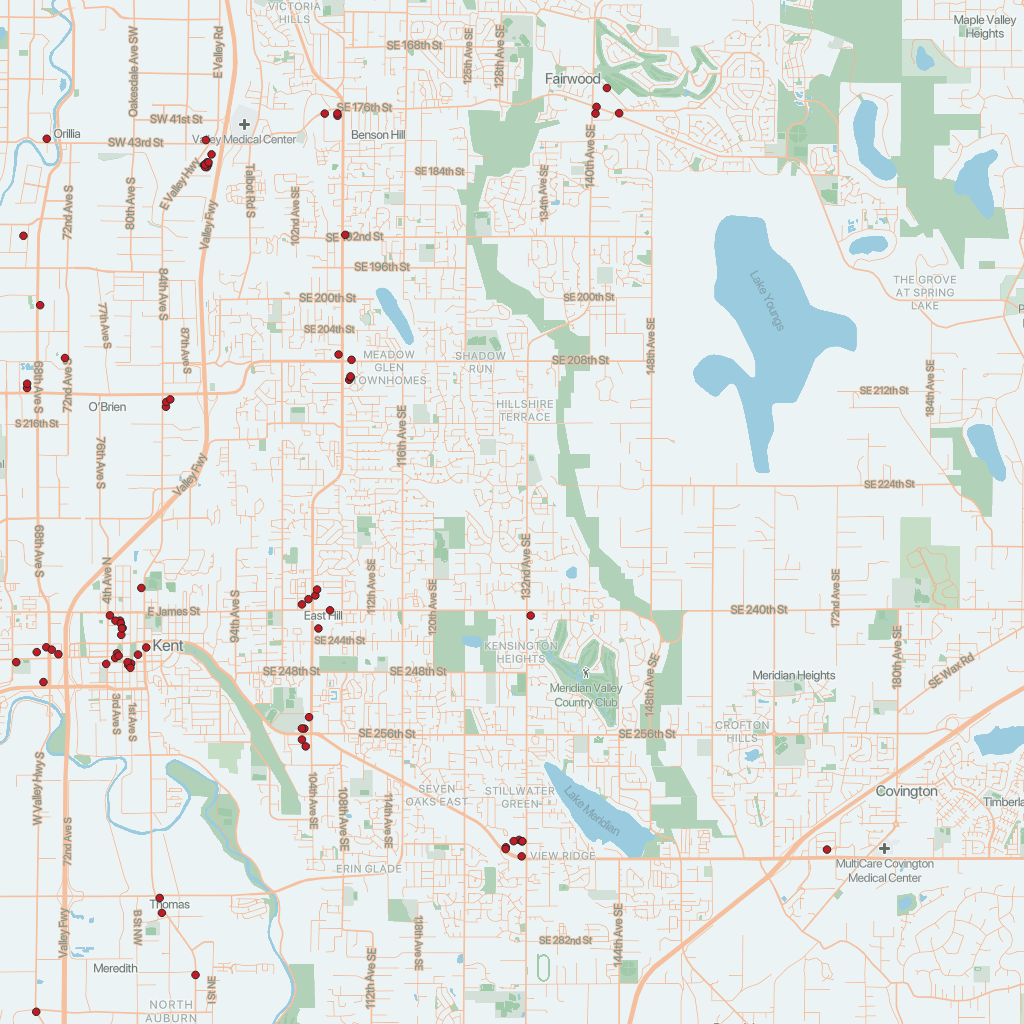 VICTORIA
HILLS
Maple Valley
Heights
Oakesdale Ave SW
E Valley Rd
SE 168th St
125th Ave SE
128th Ave SE
Fairwood
SE 176th St
SW 41st St
Orillia
SW 43rd St
Valley Medical Center
Benson Hill
E Valley Hwy
Talbot Rd S
SE 184th St
140th Ave SE
134th Ave SE
72nd Ave S
80th Ave S
102nd Ave SE
Valley Fwy
SE 192nd St
SE 196th St
84th Ave S
Lake Youngs
THE GROVE
AT SPRING
LAKE
SE 200th St
SE 200th St
77th Ave S
87th Ave S
SE 204th St
148th Ave SE
MEADOW
GLEN
TOWNHOMES
SHADOW
RUN
SE 208th St
68th Ave S
72nd Ave S
184th Ave SE
SE 212th St
O'Brien
HILLSHIRE
TERRACE
S 216th St
116th Ave SE
76th Ave S
Valley Fwy
SE 224th St
68th Ave S
132nd Ave SE
4th Ave N
112th Ave SE
120th Ave SE
172nd Ave SE
94th Ave S
E James St
East Hill
SE 240th St
Kent
SE 244th St
KENSINGTON
HEIGHTS
180th Ave SE
SE 248th St
SE 248th St
148th Ave SE
Meridian Heights
SE Wax Rd
Meridian Valley
Country Club
3rd Ave S
1st Ave S
CROFTON
HILLS
SE 256th St
SE 256th St
W Valley Hwy S
104th Ave SE
108th Ave SE
114th Ave SE
SEVEN
OAKS EAST
STILLWATER
GREEN
Lake Meridian
Covington
Timberla
72nd Ave S
VIEW RIDGE
ERIN GLADE
MultiCare Covington
Medical Center
Thomas
B St NW
Valley Fwy
118th Ave SE
144th Ave SE
SE 282nd St
112th Ave SE
Meredith
I St NE
NORTH
AUBURN